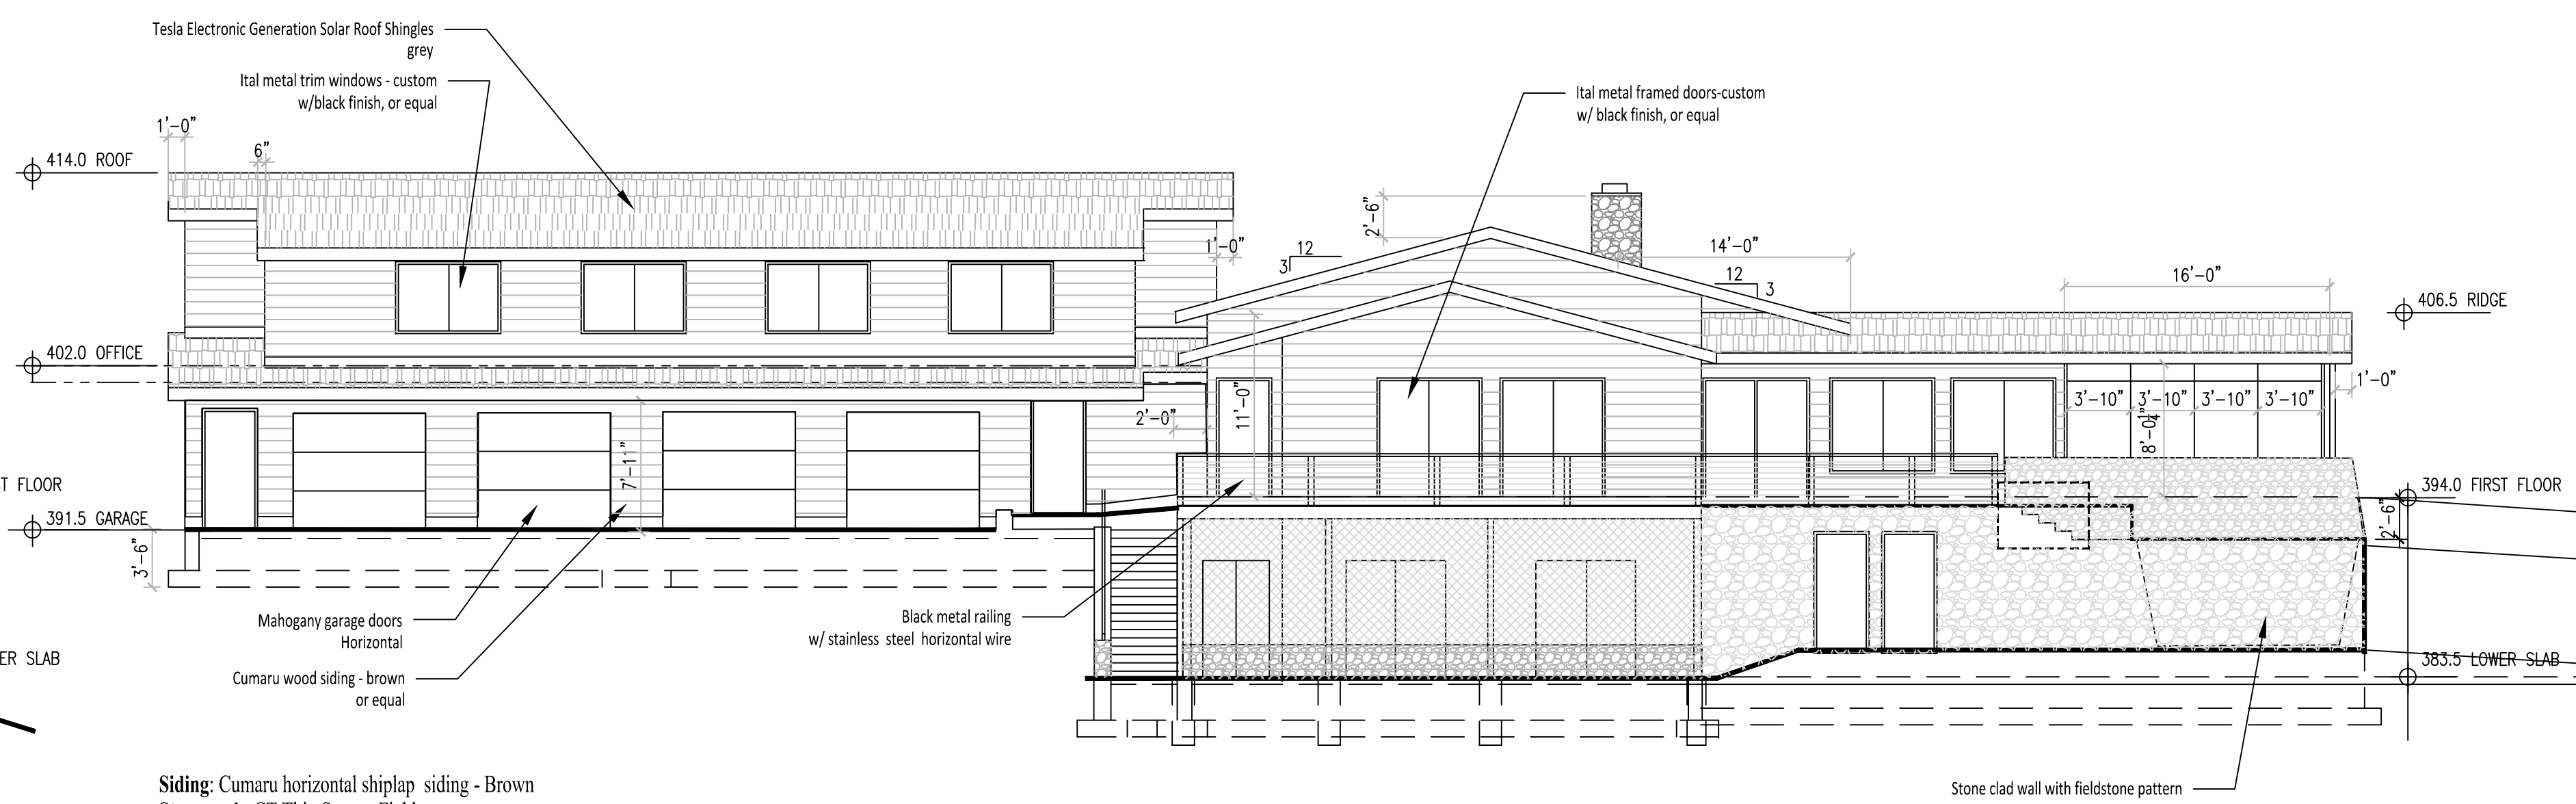 Tesla Electronic Generation Solar Roof Shingles
grey
Ital metal trim windows - custom
w/black finish, or equal
Ital metal framed doors-custom
w/ black finish, or equal
1'-0"
6"
414.0 ROOF
2'-6"
1'-0"
12
3
14'-0"
12
3
16'-0"
406.5 RIDGE
402.0 OFFICE
1'-0"
2'-0"
11'-0"
3'-10"
3'-10"
3'-10"
3'-10"
8'-0
7'-11"
T FLOOR
394.0 FIRST FLOOR
391.5 GARAGE
2'-6"
3'-6"
Mahogany garage doors
Horizontal
Black metal railing
w/ stainless steel horizontal wire
ER SLAB
383.5 LOWER SLAB
Cumaru wood siding - brown
or equal
Siding: Cumaru horizontal shiplap siding - Brown
Stone clad wall with fieldstone pattern